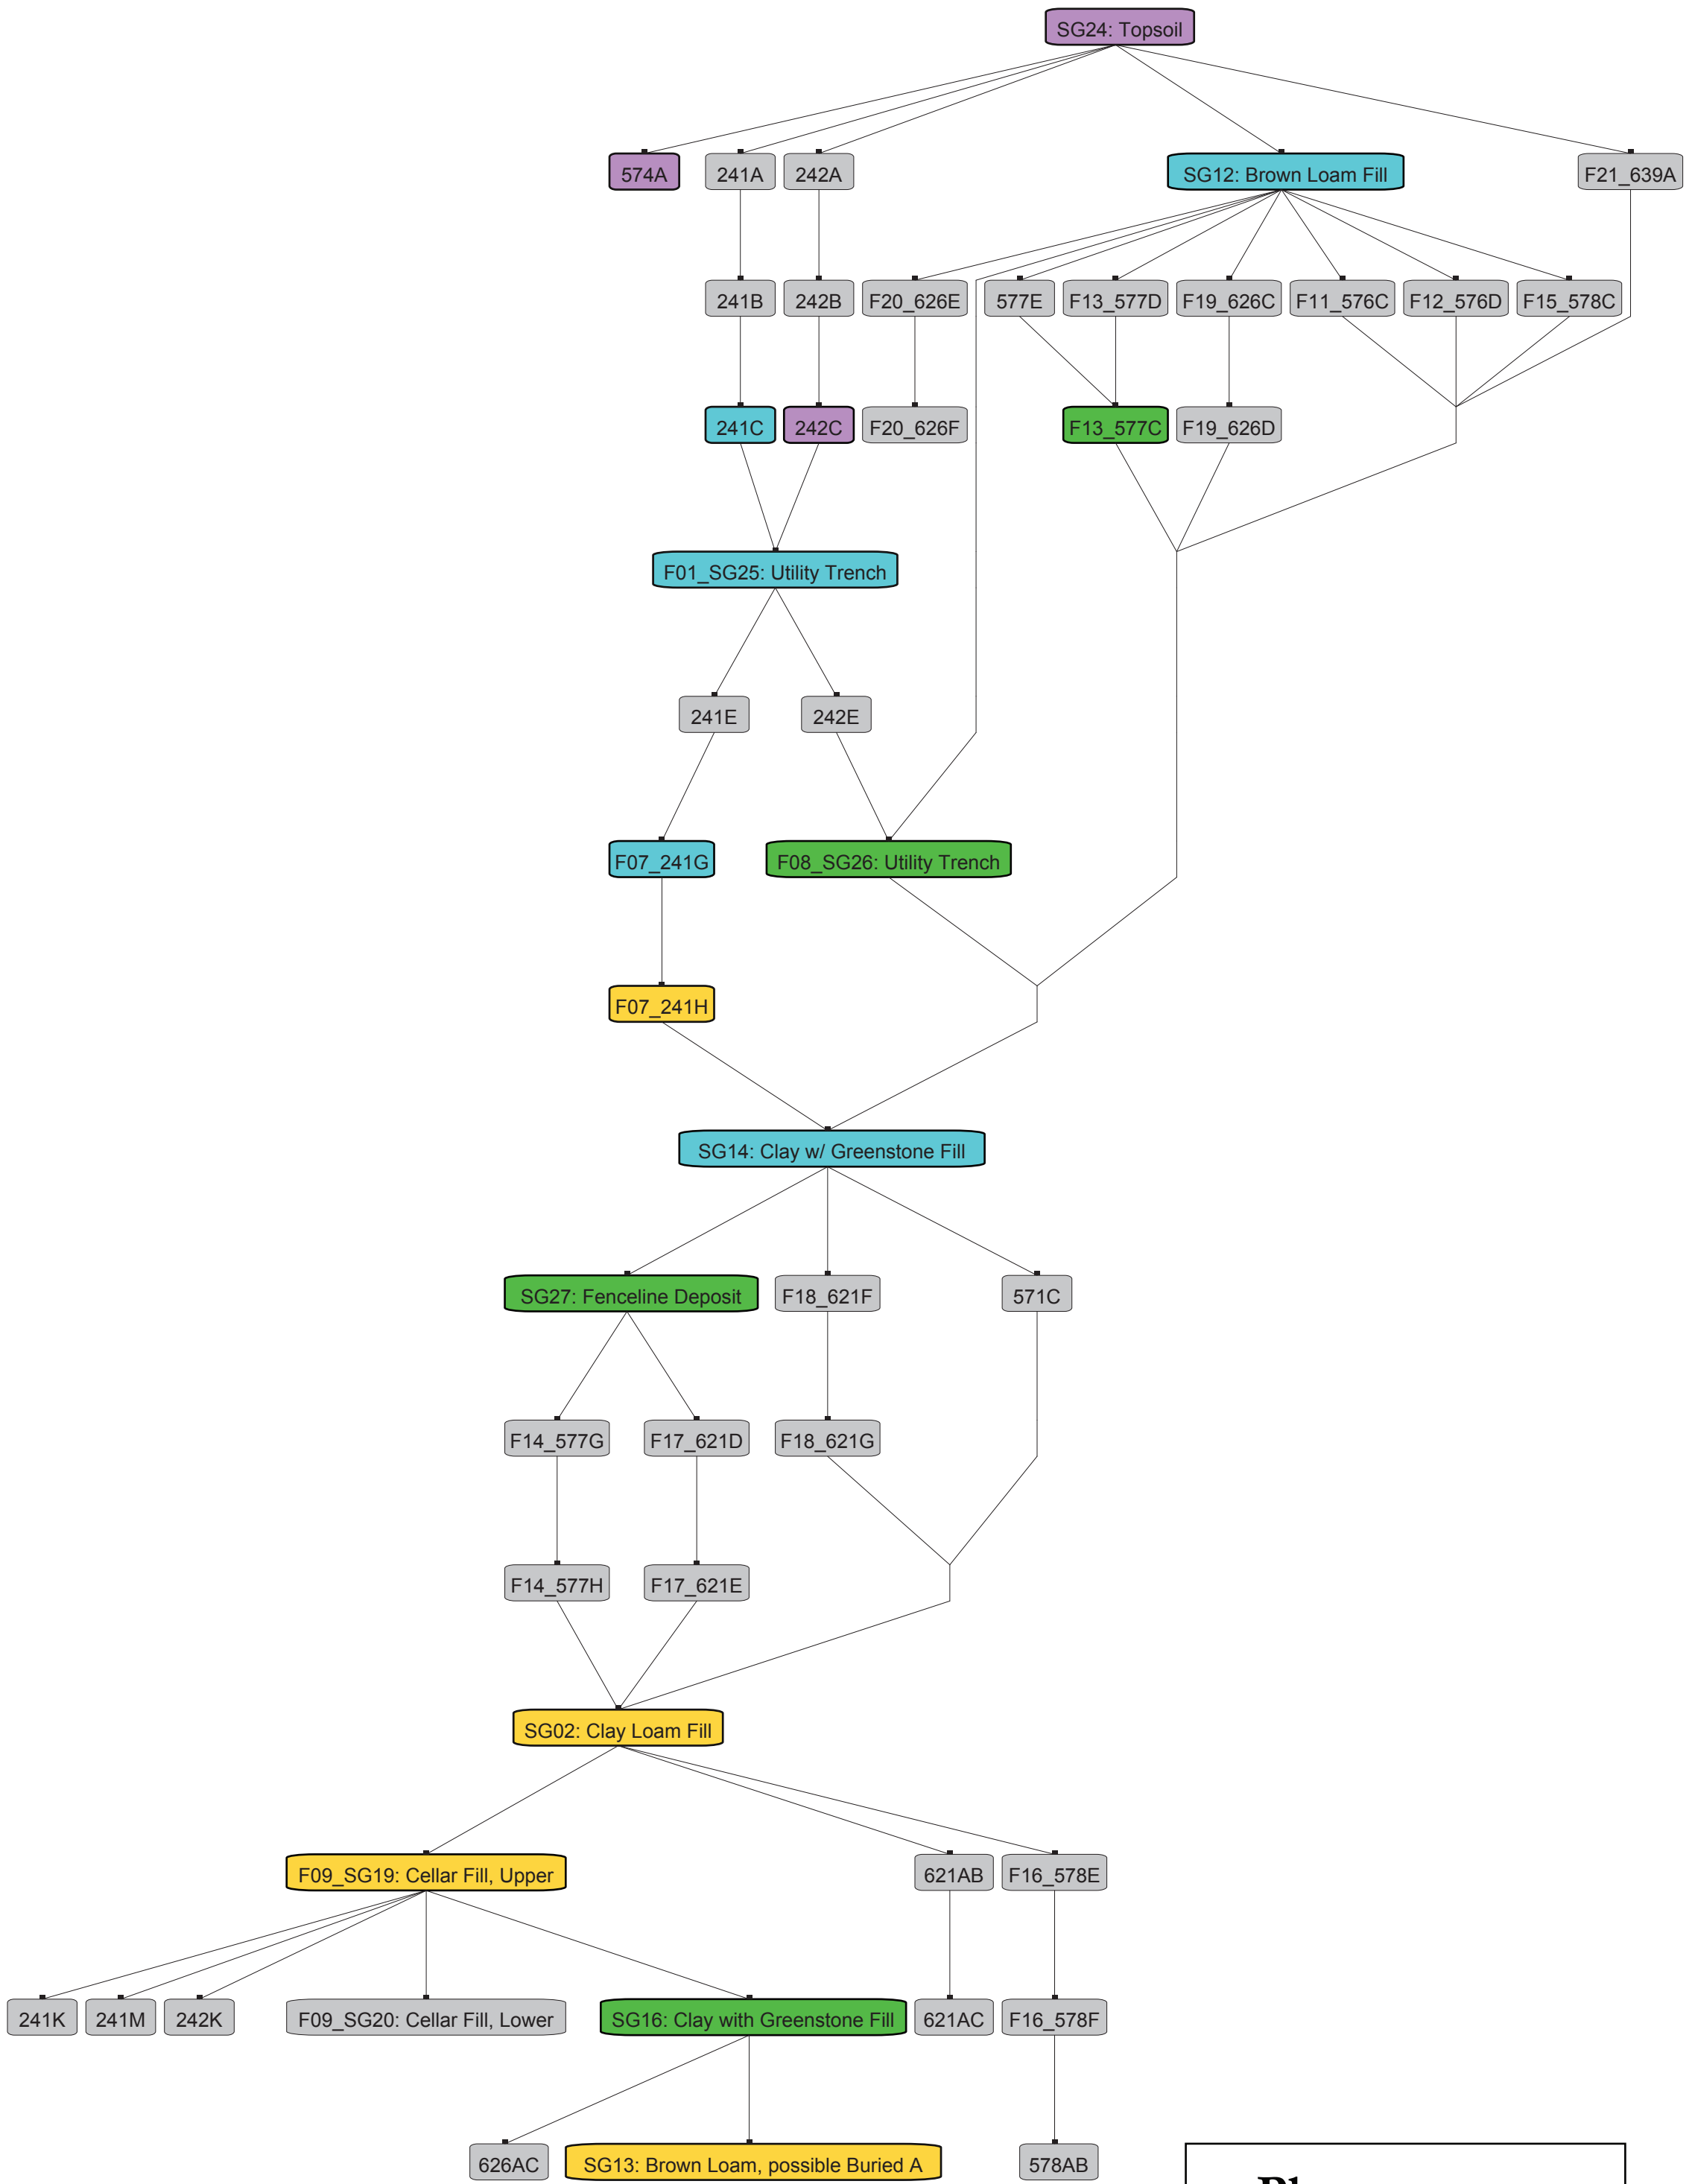 SG24: Topsoil
574A
241A
242A
SG12: Brown Loam Fill
F21_639A
241B
242B
F20_626E
577E
F13_577D
F19_626C
F11_576C
F12_576D
F15_578C
241C
242C
F20_626F
F13_577C
F19_626D
F01_SG25: Utility Trench
241E
242E
F07_241G
F08_SG26: Utility Trench
F07_241H
SG14: Clay w/ Greenstone Fill
SG27: Fenceline Deposit
F18_621F
571C
F14_577G
F17_621D
F18_621G
F14_577H
F17_621E
SG02: Clay Loam Fill
F09_SG19: Cellar Fill, Upper
621AB
F16_578E
241K
241M
242K
F09_SG20: Cellar Fill, Lower
SG16: Clay with Greenstone Fill
621AC
F16_578F
626AC
SG13: Brown Loam, possible Buried A
578AB